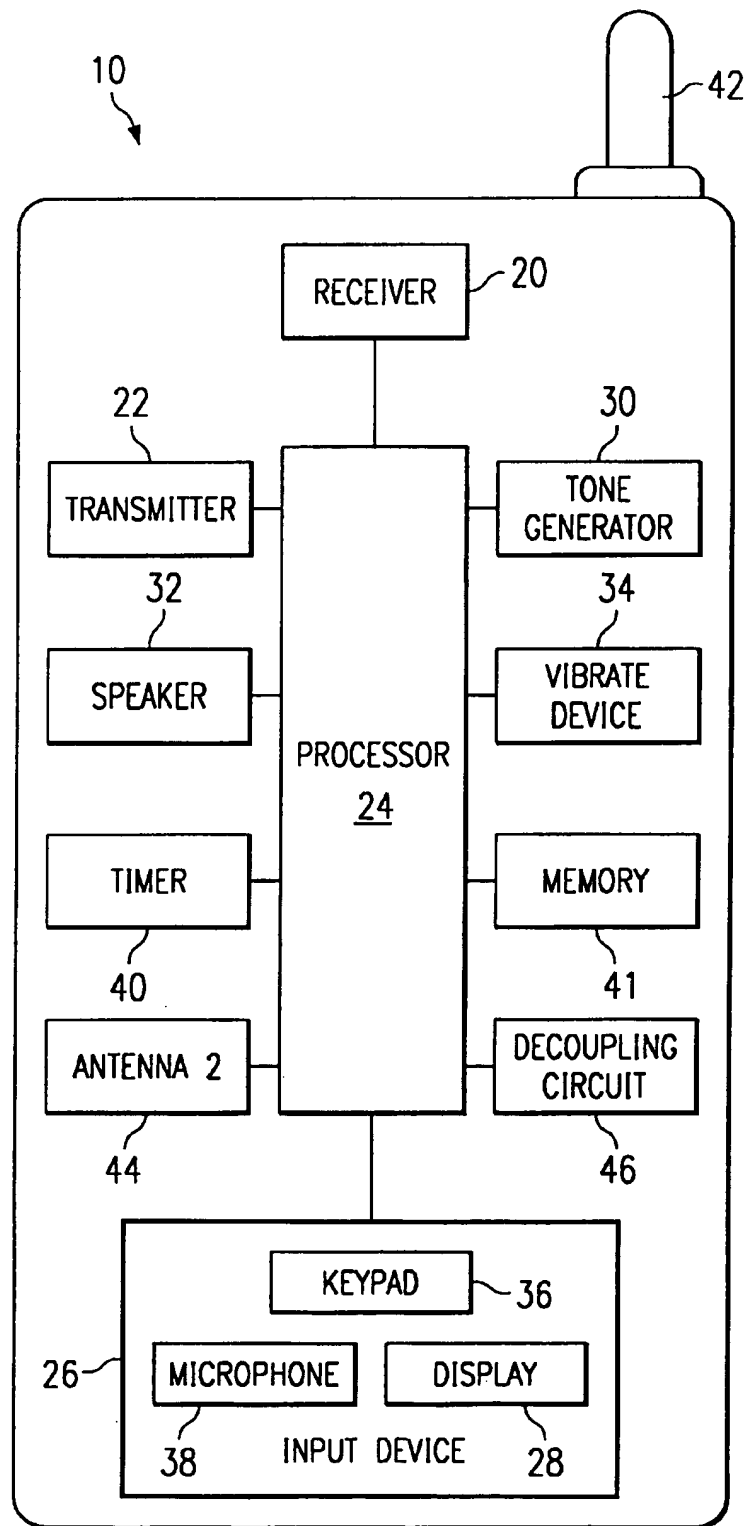 10
42
RECEIVER
20
22
30
TRANSMITTER
TONE
GENERATOR
32
34
SPEAKER
VIBRATE
DEVICE
PROCESSOR
24
TIMER
MEMORY
40
41
ANTENNA 2
DECOUPLING
CIRCUIT
44
46
KEYPAD
36
26
MICROPHONE
DISPLAY
38
INPUT DEVICE
28